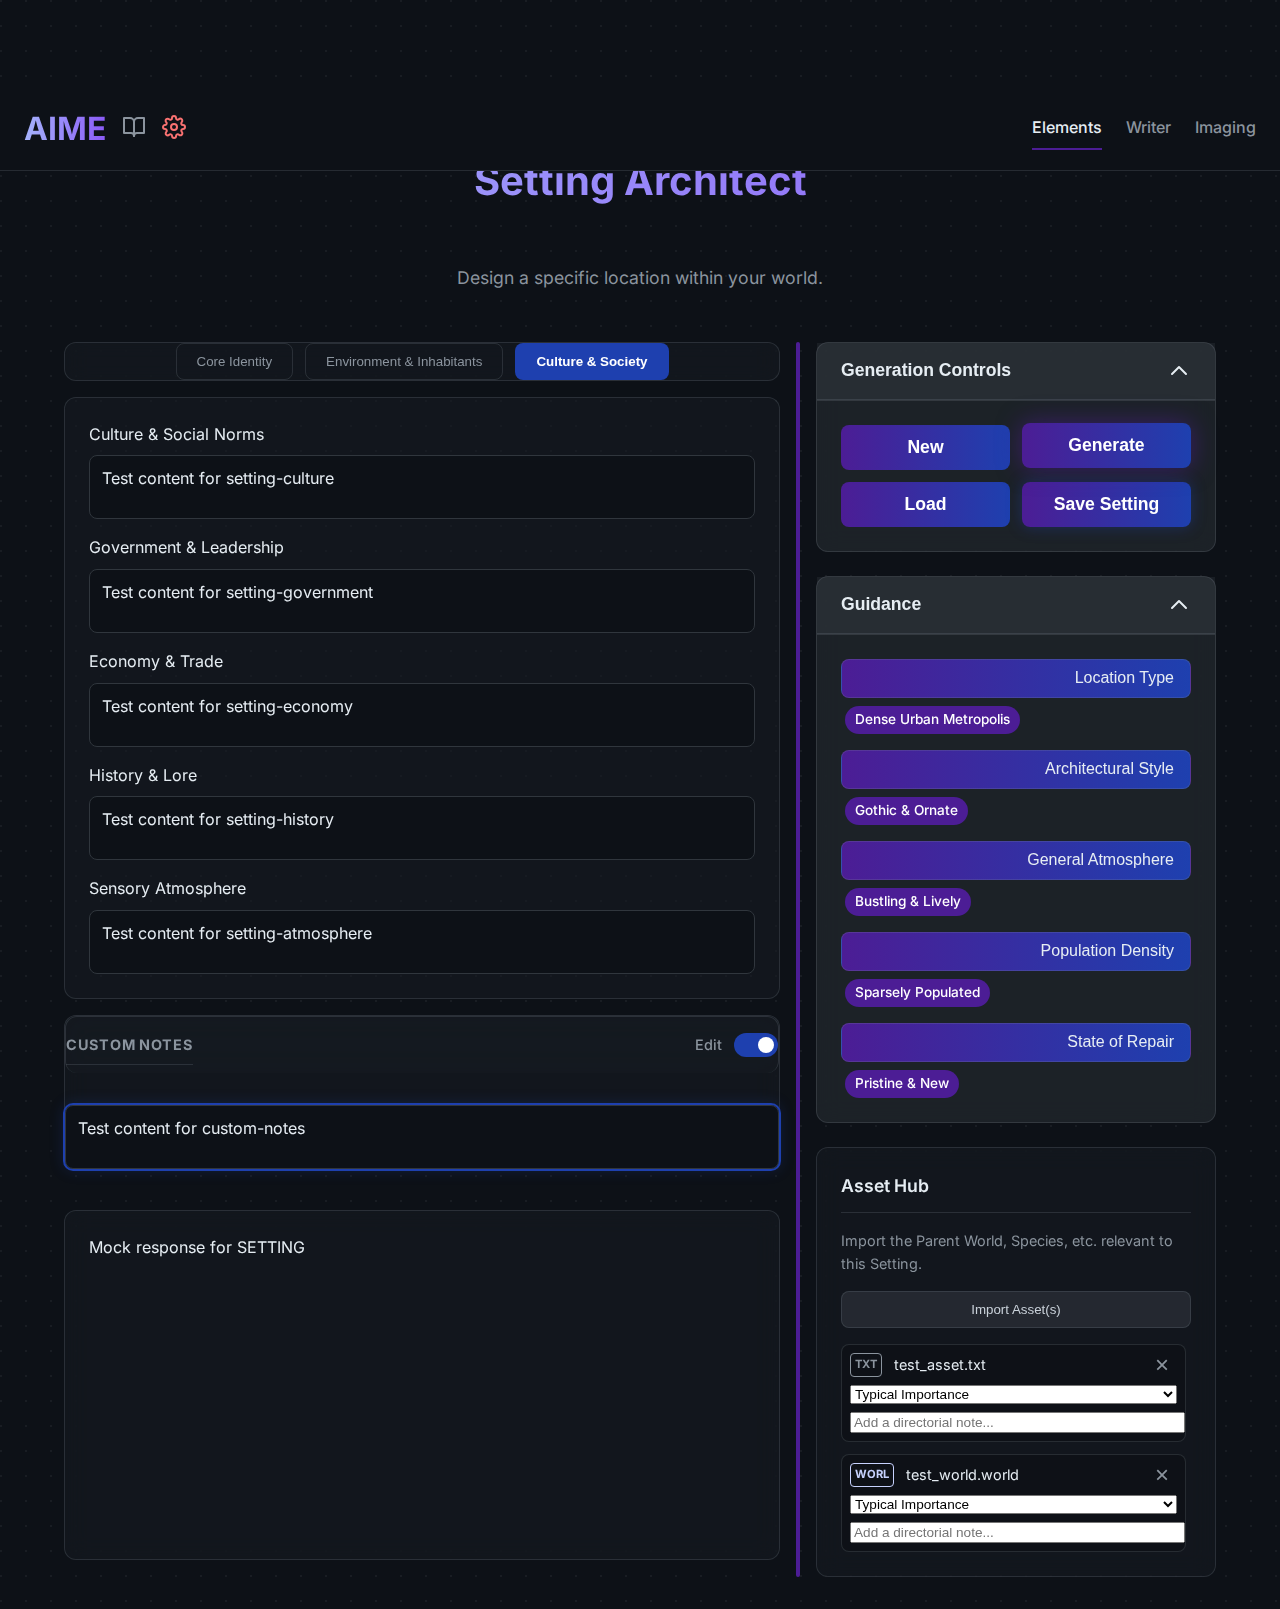 AIME
Elements
Writer
Imaging
Setting Architect
Design a specific location within your world.
Core Identity
Environment & Inhabitants
Culture & Society
Culture & Social Norms
Test content for setting-culture
Government & Leadership
Test content for setting-government
Economy & Trade
Test content for setting-economy
History & Lore
Test content for setting-history
Sensory Atmosphere
Test content for setting-atmosphere
CUSTOM NOTES
Edit
Test content for custom-notes
Mock response for SETTING
Generation Controls
New
Generate
Load
Save Setting
Guidance
Location Type
Dense Urban Metropolis
Architectural Style
Gothic & Ornate
General Atmosphere
Bustling & Lively
Population Density
Sparsely Populated
State of Repair
Pristine & New
Asset Hub
Import the Parent World, Species, etc. relevant to
this Setting.
Import Asset(s)
TXT
test_asset.txt
Typical Importance
Add a directorial note...
WORL
test_world.world
Typical Importance
Add a directorial note...